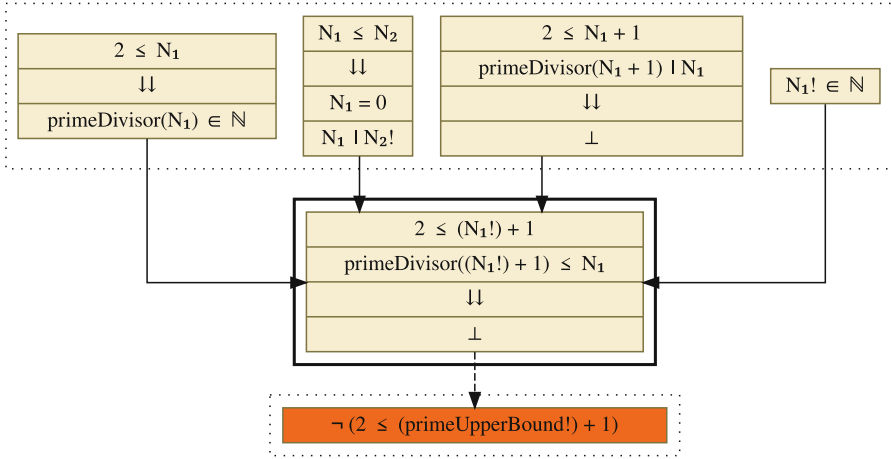 2 ≤ N₁
⇊
primeDivisor(N₁) ∈ ℕ
N₁ ≤ N₂
⇊
N₁ = 0
N₁ ∣ N₂!
2 ≤ N₁ + 1
primeDivisor(N₁ + 1) ∣ N₁
⇊
⊥
N₁! ∈ ℕ
2 ≤ (N₁!) + 1
primeDivisor((N₁!) + 1) ≤ N₁
⇊
⊥
¬ (2 ≤ (primeUpperBound!) + 1)